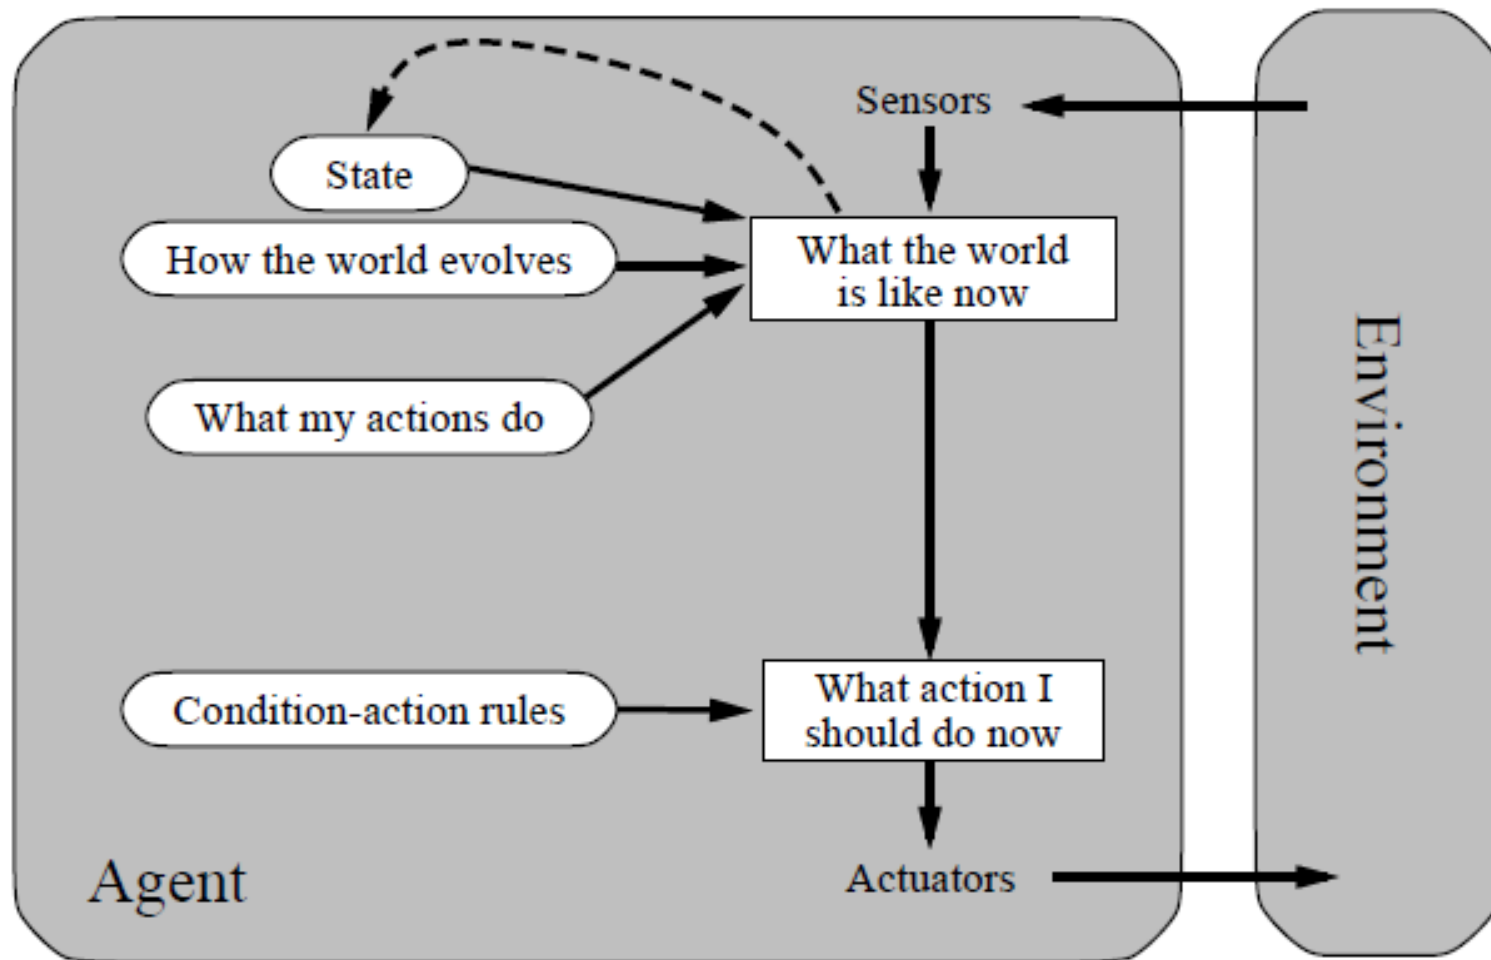 Sensors
State
How the world evolves
What the world
is like now
What my actions do
Environment
Condition-action rules
What action I
should do now
Agent
Actuators